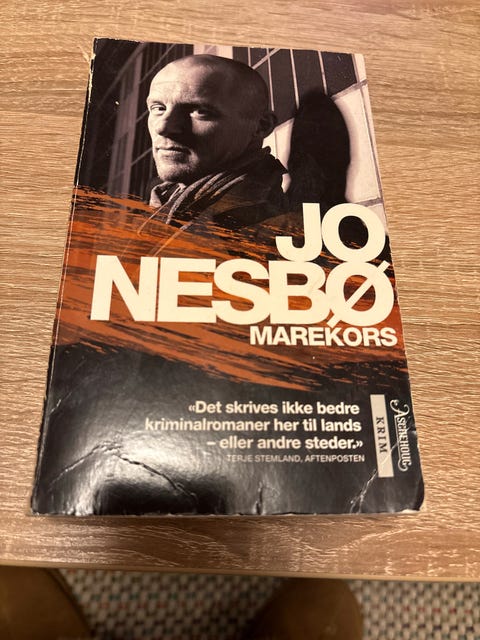 JO
NESBØ
MAREKORS
«Det skrives ikke bedre
kriminalromaner her til lands
– eller andre steder.»
TERJE STEMLAND, AFTENPOSTEN
KRIM
ASCHEHOUG